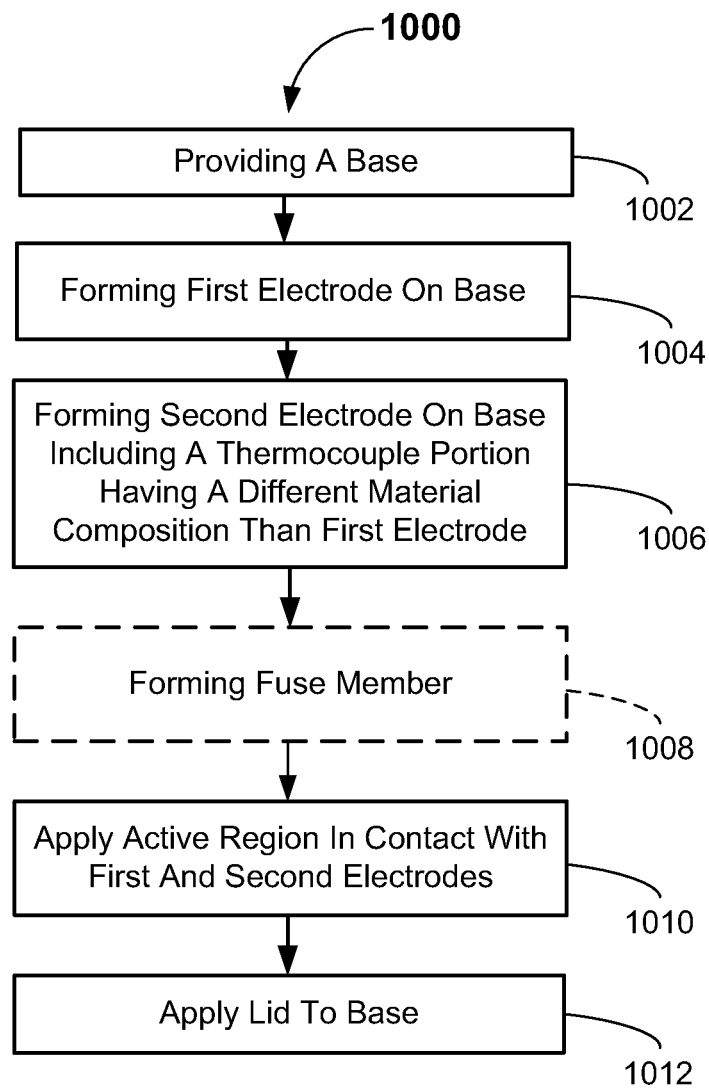 1000
Providing A Base
1002
Forming First Electrode On Base
1004
Forming Second Electrode On Base
Including A Thermocouple Portion
Having A Different Material
Composition Than First Electrode
1006
Forming Fuse Member
1008
Apply Active Region In Contact With
First And Second Electrodes
1010
Apply Lid To Base
1012